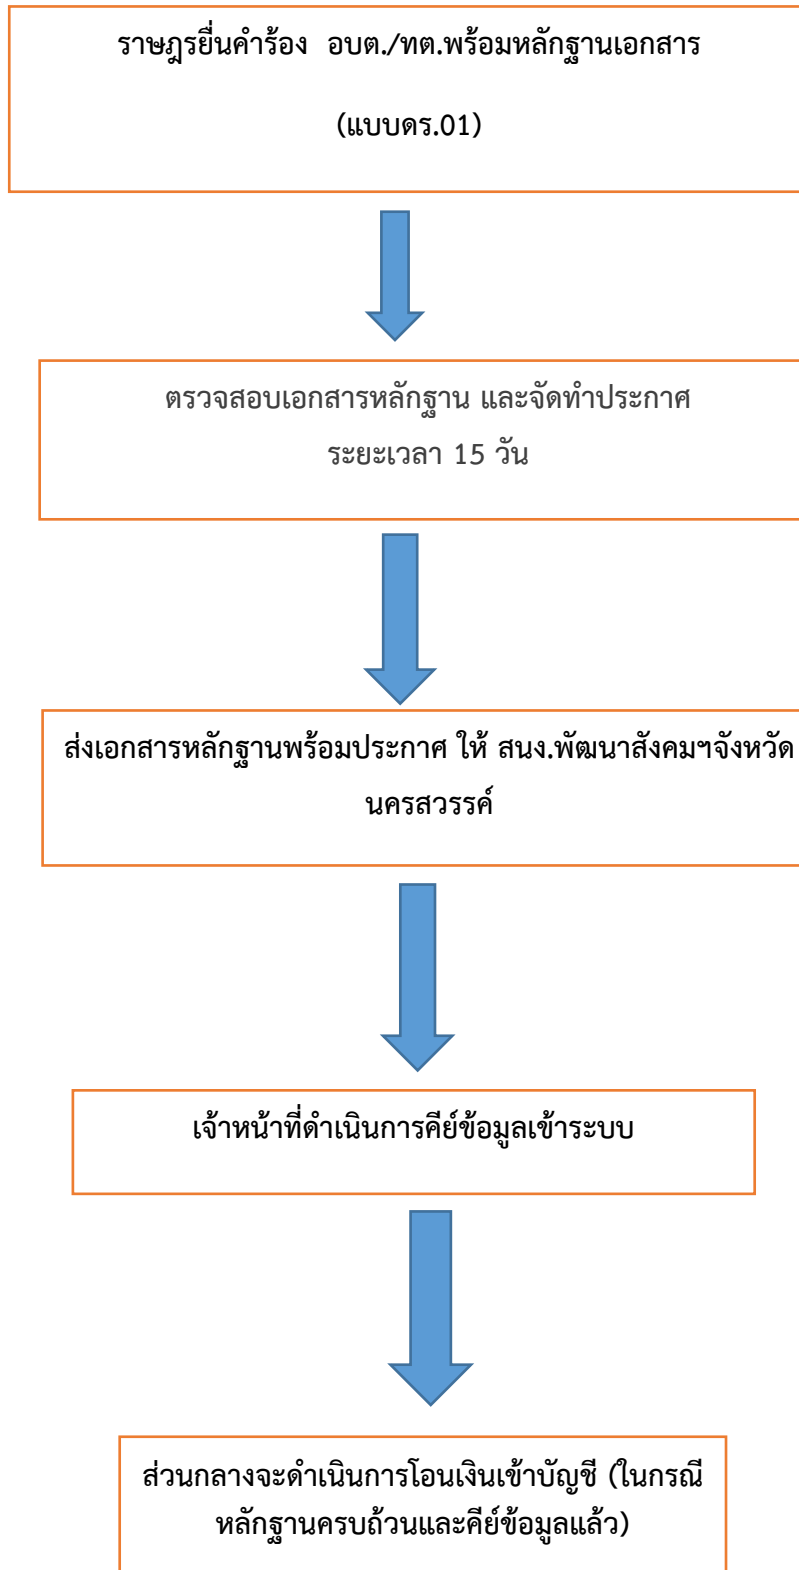 ราษฎรยื่นคำร้อง อบต./ทต.พร้อมหลักฐานเอกสาร
(แบบดร.01)
ตรวจสอบเอกสารหลักฐาน และจัดทำประกาศ
ระยะเวลา 15 วัน
ส่งเอกสารหลักฐานพร้อมประกาศ ให้ สนง.พัฒนาสังคมฯจังหวัด
นครสวรรค์
เจ้าหน้าที่ดำเนินการคีย์ข้อมูลเข้าระบบ
ส่วนกลางจะดำเนินการโอนเงินเข้าบัญชี (ในกรณี
หลักฐานครบถ้วนและคีย์ข้อมูลแล้ว)